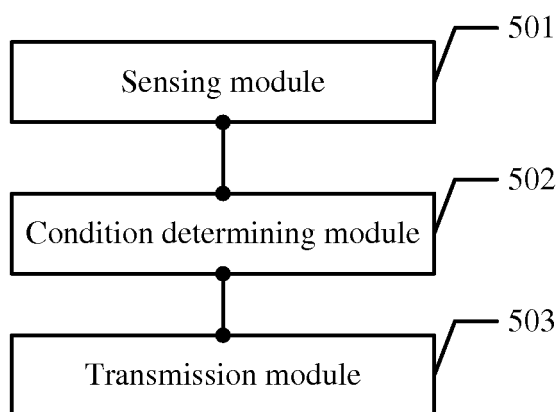 501
Sensing module
502
Condition determining module
503
Transmission module